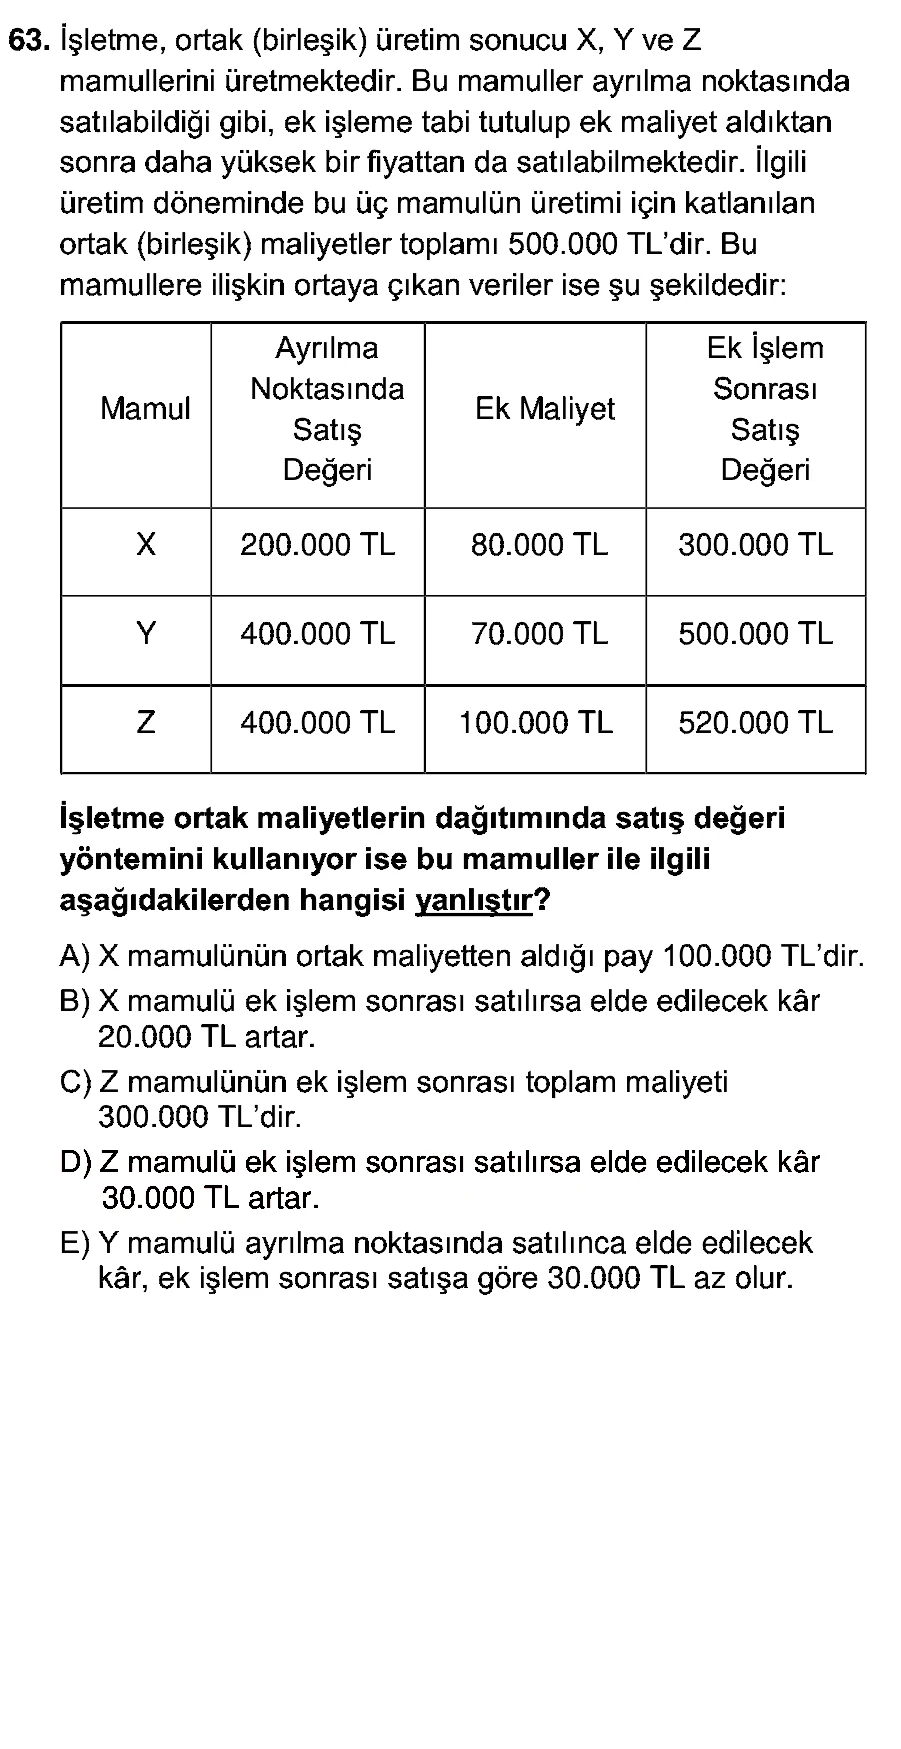 63. İşletme, ortak (birleşik) üretim sonucu X, Y ve Z
mamullerini üretmektedir. Bu mamuller ayrılma noktasında
satılabildiği gibi, ek işleme tabi tutulup ek maliyet aldıktan
sonra daha yüksek bir fiyattan da satılabilmektedir. İlgili
üretim döneminde bu üç mamulün üretimi için katlanılan
ortak (birleşik) maliyetler toplamı 500.000 TL’dir. Bu
mamullere ilişkin ortaya çıkan veriler ise şu şekildedir:
Mamul
Ayrılma
Noktasında
Satış
Değeri
Ek Maliyet
Ek İşlem
Sonrası
Satış
Değeri
X 200.000 TL 80.000 TL 300.000 TL
Y 400.000 TL 70.000 TL 500.000 TL
Z 400.000 TL 100.000 TL 520.000 TL
İşletme ortak maliyetlerin dağıtımında satış değeri
yöntemini kullanıyor ise bu mamuller ile ilgili
aşağıdakilerden hangisi yanlıştır?
A) X mamulünün ortak maliyetten aldığı pay 100.000 TL’dir.
B) X mamulü ek işlem sonrası satılırsa elde edilecek kâr
20.000 TL artar.
C) Z mamulünün ek işlem sonrası toplam maliyeti
300.000 TL’dir.
D) Z mamulü ek işlem sonrası satılırsa elde edilecek kâr
30.000 TL artar.
E) Y mamulü ayrılma noktasında satılınca elde edilecek
kâr, ek işlem sonrası satışa göre 30.000 TL az olur.